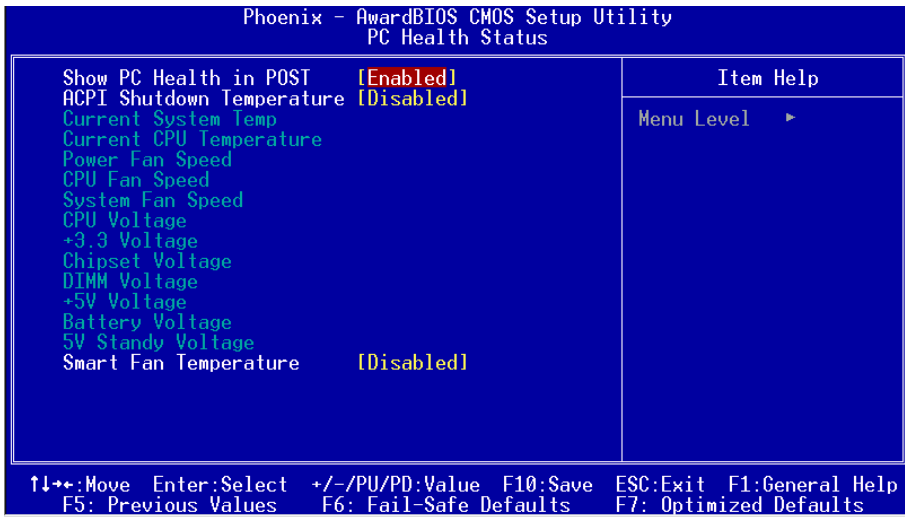 Phoenix - AwardBIOS CMOS Setup Utility
PC Health Status
Show PC Health in POST [Enabled]
ACPI Shutdown Temperature [Disabled]
Current System Temp
Current CPU Temperature
Power Fan Speed
CPU Fan Speed
System Fan Speed
CPU Voltage
+3.3 Voltage
Chipset Voltage
DIMM Voltage
+5V Voltage
Battery Voltage
5V Standy Voltage
Smart Fan Temperature [Disabled]
Item Help
Menu Level ►
↑↓→←:Move Enter:Select +/-/PU/PD:Value F10:Save ESC:Exit F1:General Help
F5: Previous Values F6: Fail-Safe Defaults F7: Optimized Defaults